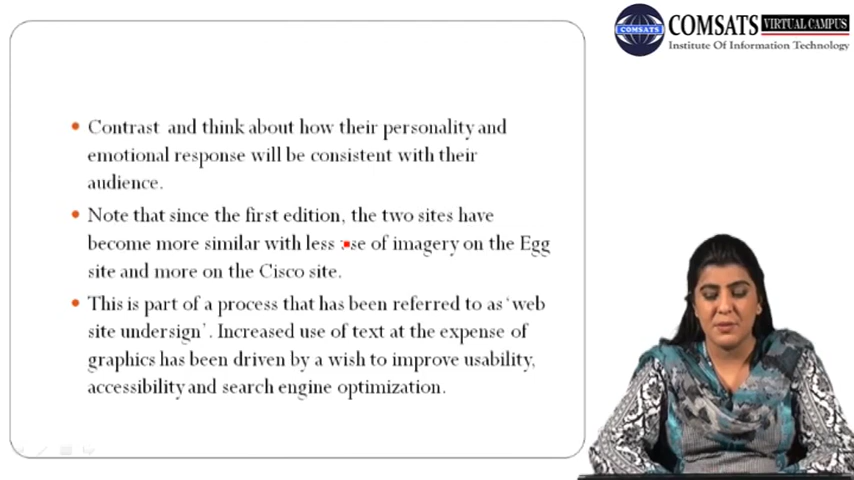 COMSATS
COMSATS VIRTUAL CAMPUS
Institute Of Information Technology
• Contrast and think about how their personality and
emotional response will be consistent with their
audience.
• Note that since the first edition, the two sites have
become more similar with less use of imagery on the Egg
site and more on the Cisco site.
• This is part of a process that has been referred to as ‘web
site undersign’. Increased use of text at the expense of
graphics has been driven by a wish to improve usability,
accessibility and search engine optimization.